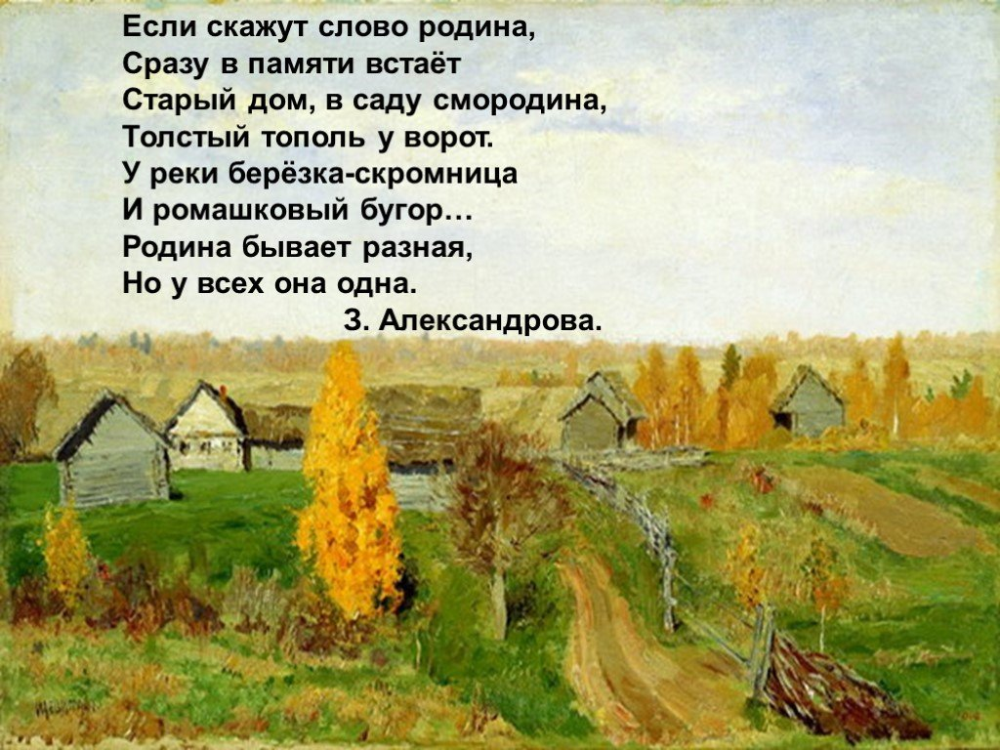 Если скажут слово родина,
Сразу в памяти встаёт
Старый дом, в саду смородина,
Толстый тополь у ворот.
У реки берёзка-скромница
И ромашковый бугор…
Родина бывает разная,
Но у всех она одна.
З. Александрова.